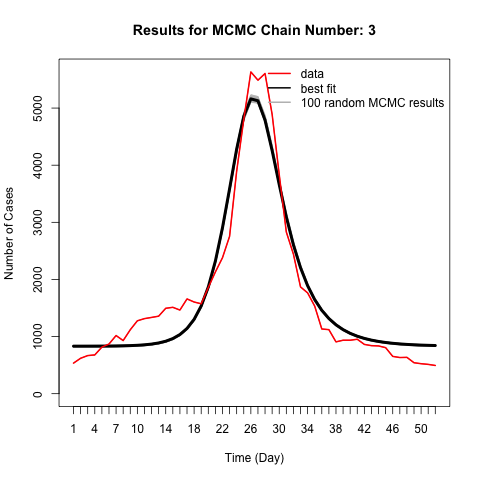 Results for MCMC Chain Number: 3
data
best fit
100 random MCMC results
Number of Cases
5000
4000
3000
2000
1000
0
1 4 7 10 14 18 22 26 30 34 38 42 46 50
Time (Day)